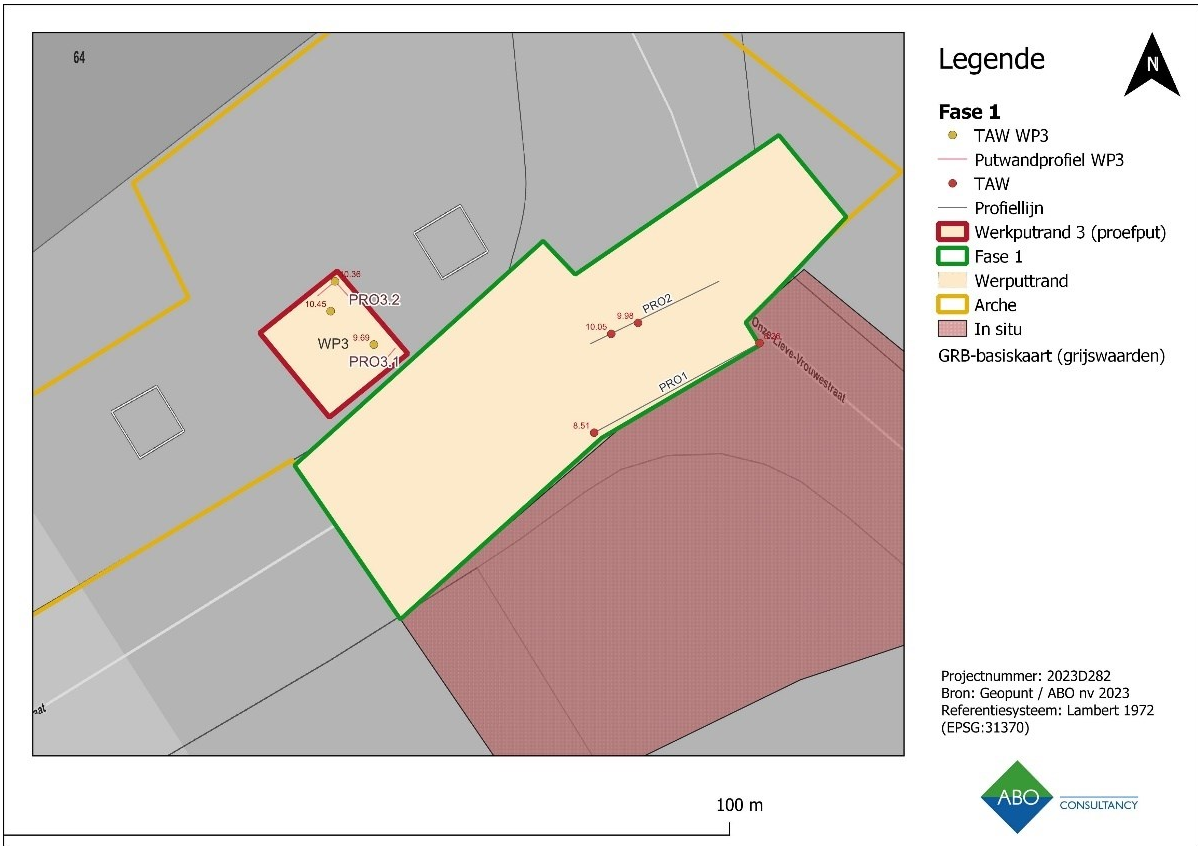 64
10.36
10.45
PRO3.2
WP3
9.69
PRO3.1
PRO2
9.98
10.05
Onze-Lieve-Vrouwestraat
PRO1
8.51
aat
Legende
N
Fase 1
TAW WP3
Putwandprofiel WP3
TAW
Profiellijn
Werkputrand 3 (proefput)
Fase 1
Werputtrand
Arche
In situ
GRB-basiskaart (grijswaarden)
Projectnummer: 2023D282
Bron: Geopunt / ABO nv 2023
Referentiesysteem: Lambert 1972
(EPSG:31370)
ABO
CONSULTANCY
100 m